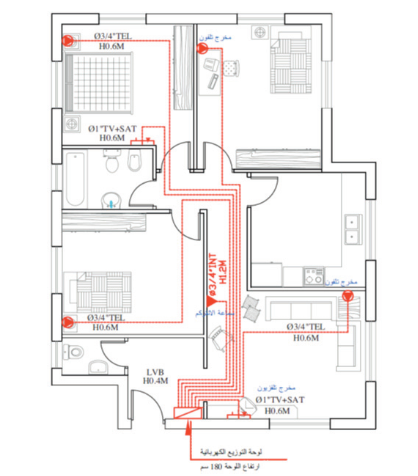 Ø3/4"TEL
H0.6M
مخرج تلفون
Ø1"TV+SAT
H0.6M
Ø3/4"INT
H1.2M
مخرج تلفون
سماعة الانتركم
Ø3/4"TEL
H0.6M
Ø3/4"TEL
H0.6M
LVB
H0.4M
مخرج تلفزيون
Ø1"TV+SAT
H0.6M
لوحة التوزيع الكهربائية
ارتفاع اللوحة 180 سم